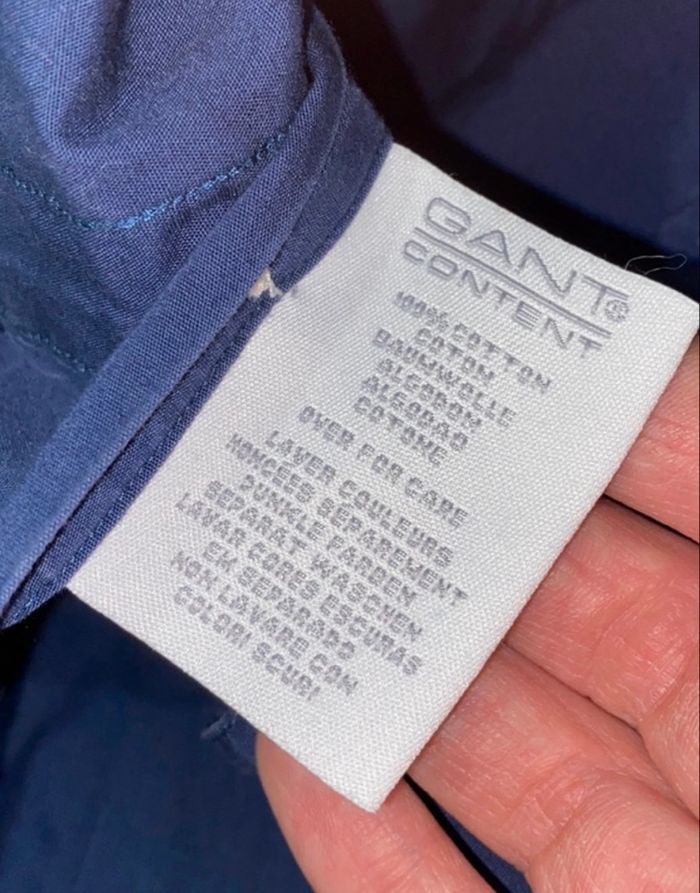 GANT®
CONTENT
100% COTTON
COTON
BAUMWOLLE
ALGODON
ALGODAO
COTONE
OVER FOR CARE
LAVER COULEURS
FONCEES SEPAREMENT
DUNKLE FARBEN
SEPARAT WASCHEN
LAVAR CORES ESCURAS
EM SEPARADO
NON LAVARE CON
COLORI SCURI